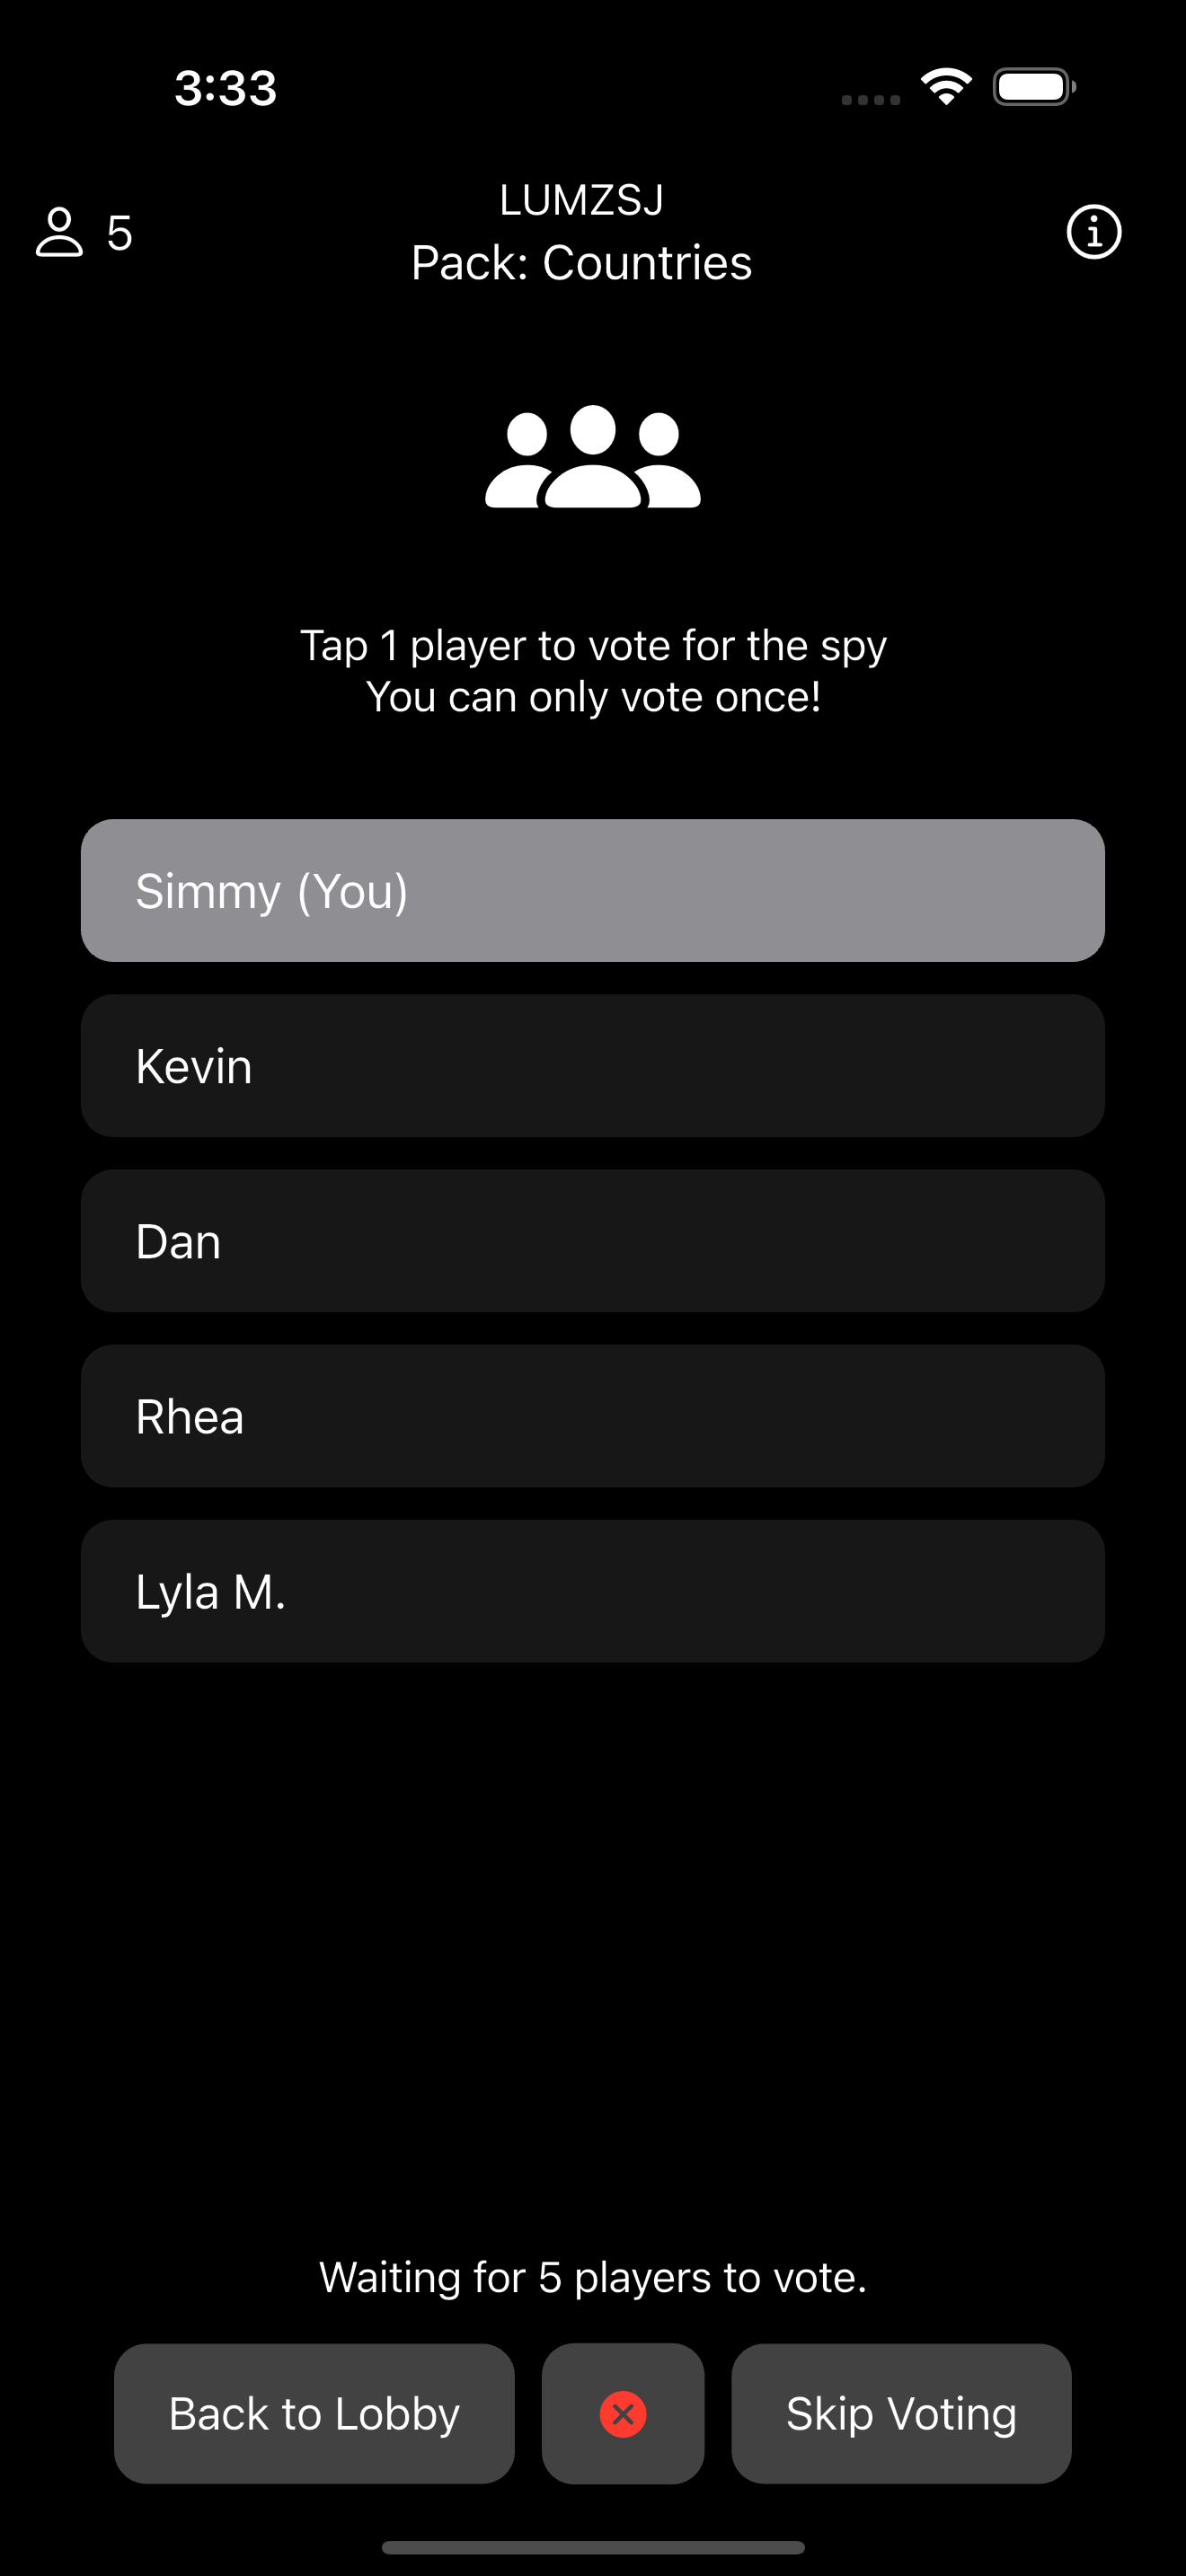 3:33
5
LUMZSJ
Pack: Countries
Tap 1 player to vote for the spy
You can only vote once!
Simmy (You)
Kevin
Dan
Rhea
Lyla M.
Waiting for 5 players to vote.
Back to Lobby
Skip Voting